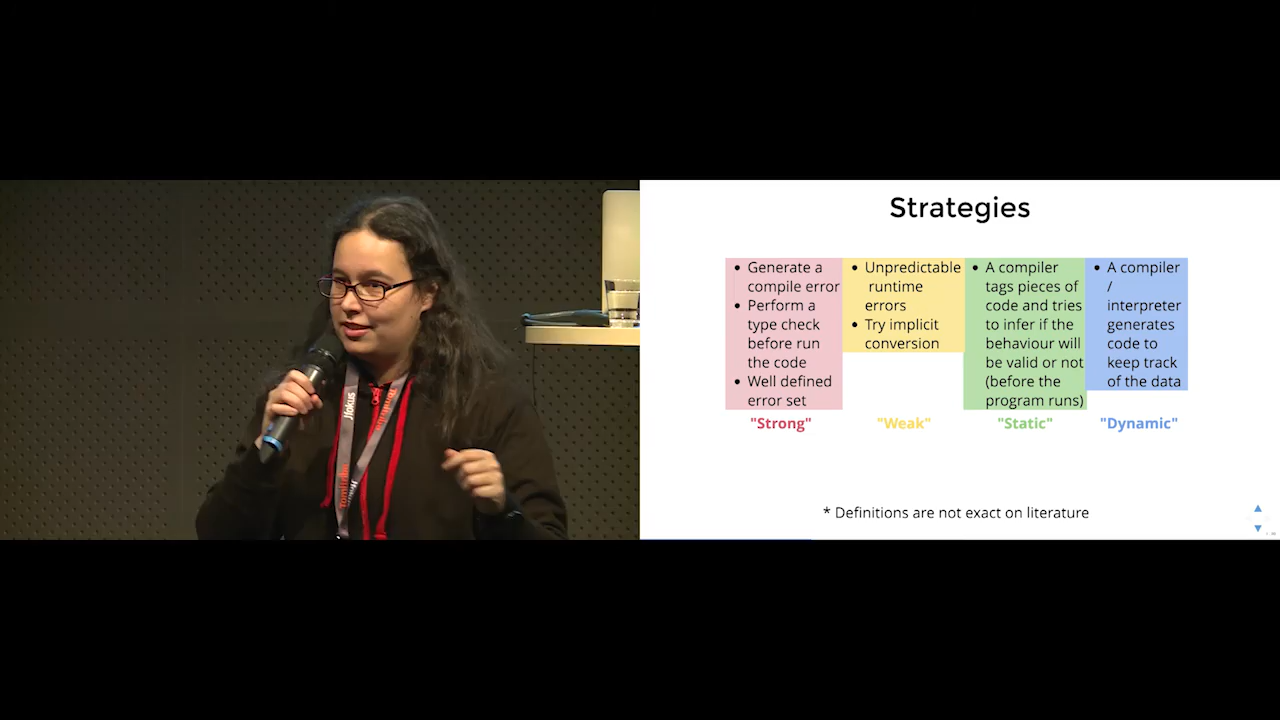 Jfokus
Strategies
• Generate a
compile error
• Perform a
type check
before run
the code
• Well defined
error set
"Strong"
• Unpredictable
runtime
errors
• Try implicit
conversion
"Weak"
• A compiler
tags pieces of
code and tries
to infer if the
behaviour will
be valid or not
(before the
program runs)
"Static"
• A compiler
/
interpreter
generates
code to
keep track
of the data
"Dynamic"
* Definitions are not exact on literature